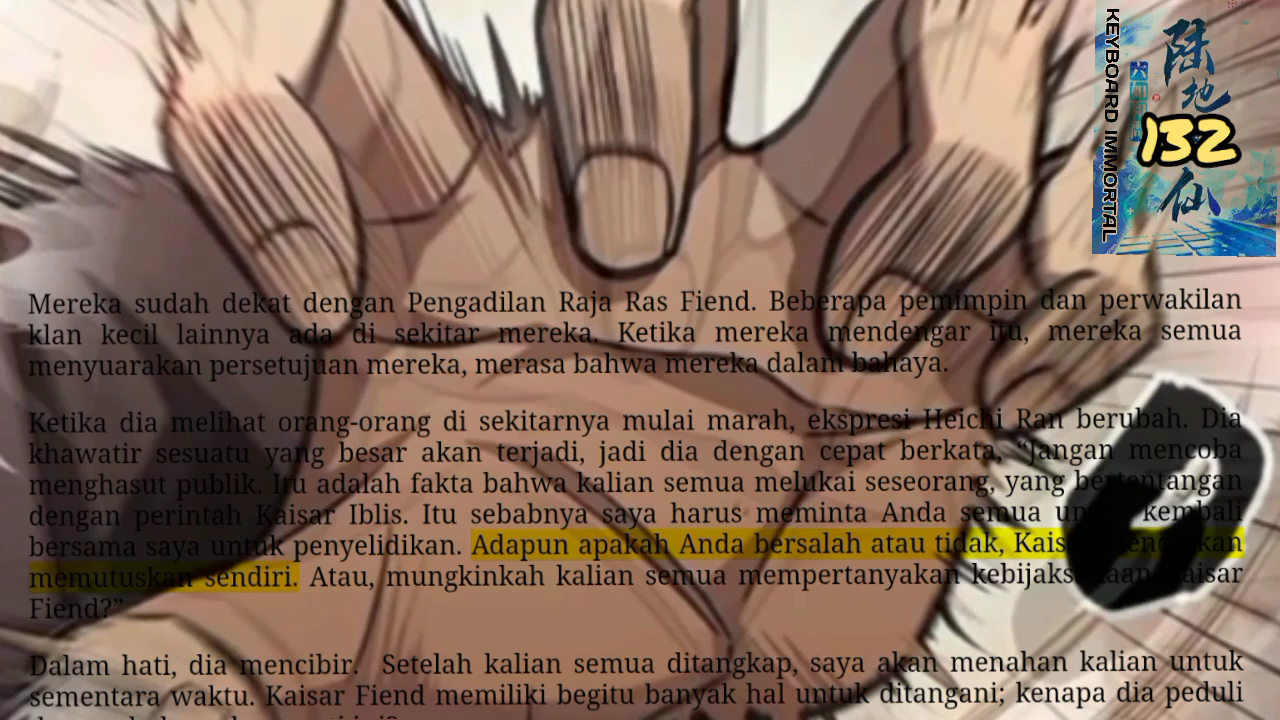 陆地
KEYBOARD IMMORTAL
132
仙
Mereka sudah dekat dengan Pengadilan Raja Ras Fiend. Beberapa pemimpin dan perwakilan
klan kecil lainnya ada di sekitar mereka. Ketika mereka mendengar itu, mereka semua
menyuarakan persetujuan mereka, merasa bahwa mereka dalam bahaya.
Ketika dia melihat orang-orang di sekitarnya mulai marah, ekspresi Heichi Ran berubah. Dia
khawatir sesuatu yang besar akan terjadi, jadi dia dengan cepat berkata, “Jangan mencoba
menghasut publik. Itu adalah fakta bahwa kalian semua melukai seseorang, yang bertentangan
dengan perintah Kaisar Iblis. Itu sebabnya saya harus meminta Anda semua untuk kembali
bersama saya untuk penyelidikan. Adapun apakah Anda bersalah atau tidak, Kaisar Fiend akan
memutuskan sendiri. Atau, mungkinkah kalian semua mempertanyakan kebijaksanaan Kaisar
Fiend?”
Dalam hati, dia mencibir. Setelah kalian semua ditangkap, saya akan menahan kalian untuk
sementara waktu. Kaisar Fiend memiliki begitu banyak hal untuk ditangani; kenapa dia peduli